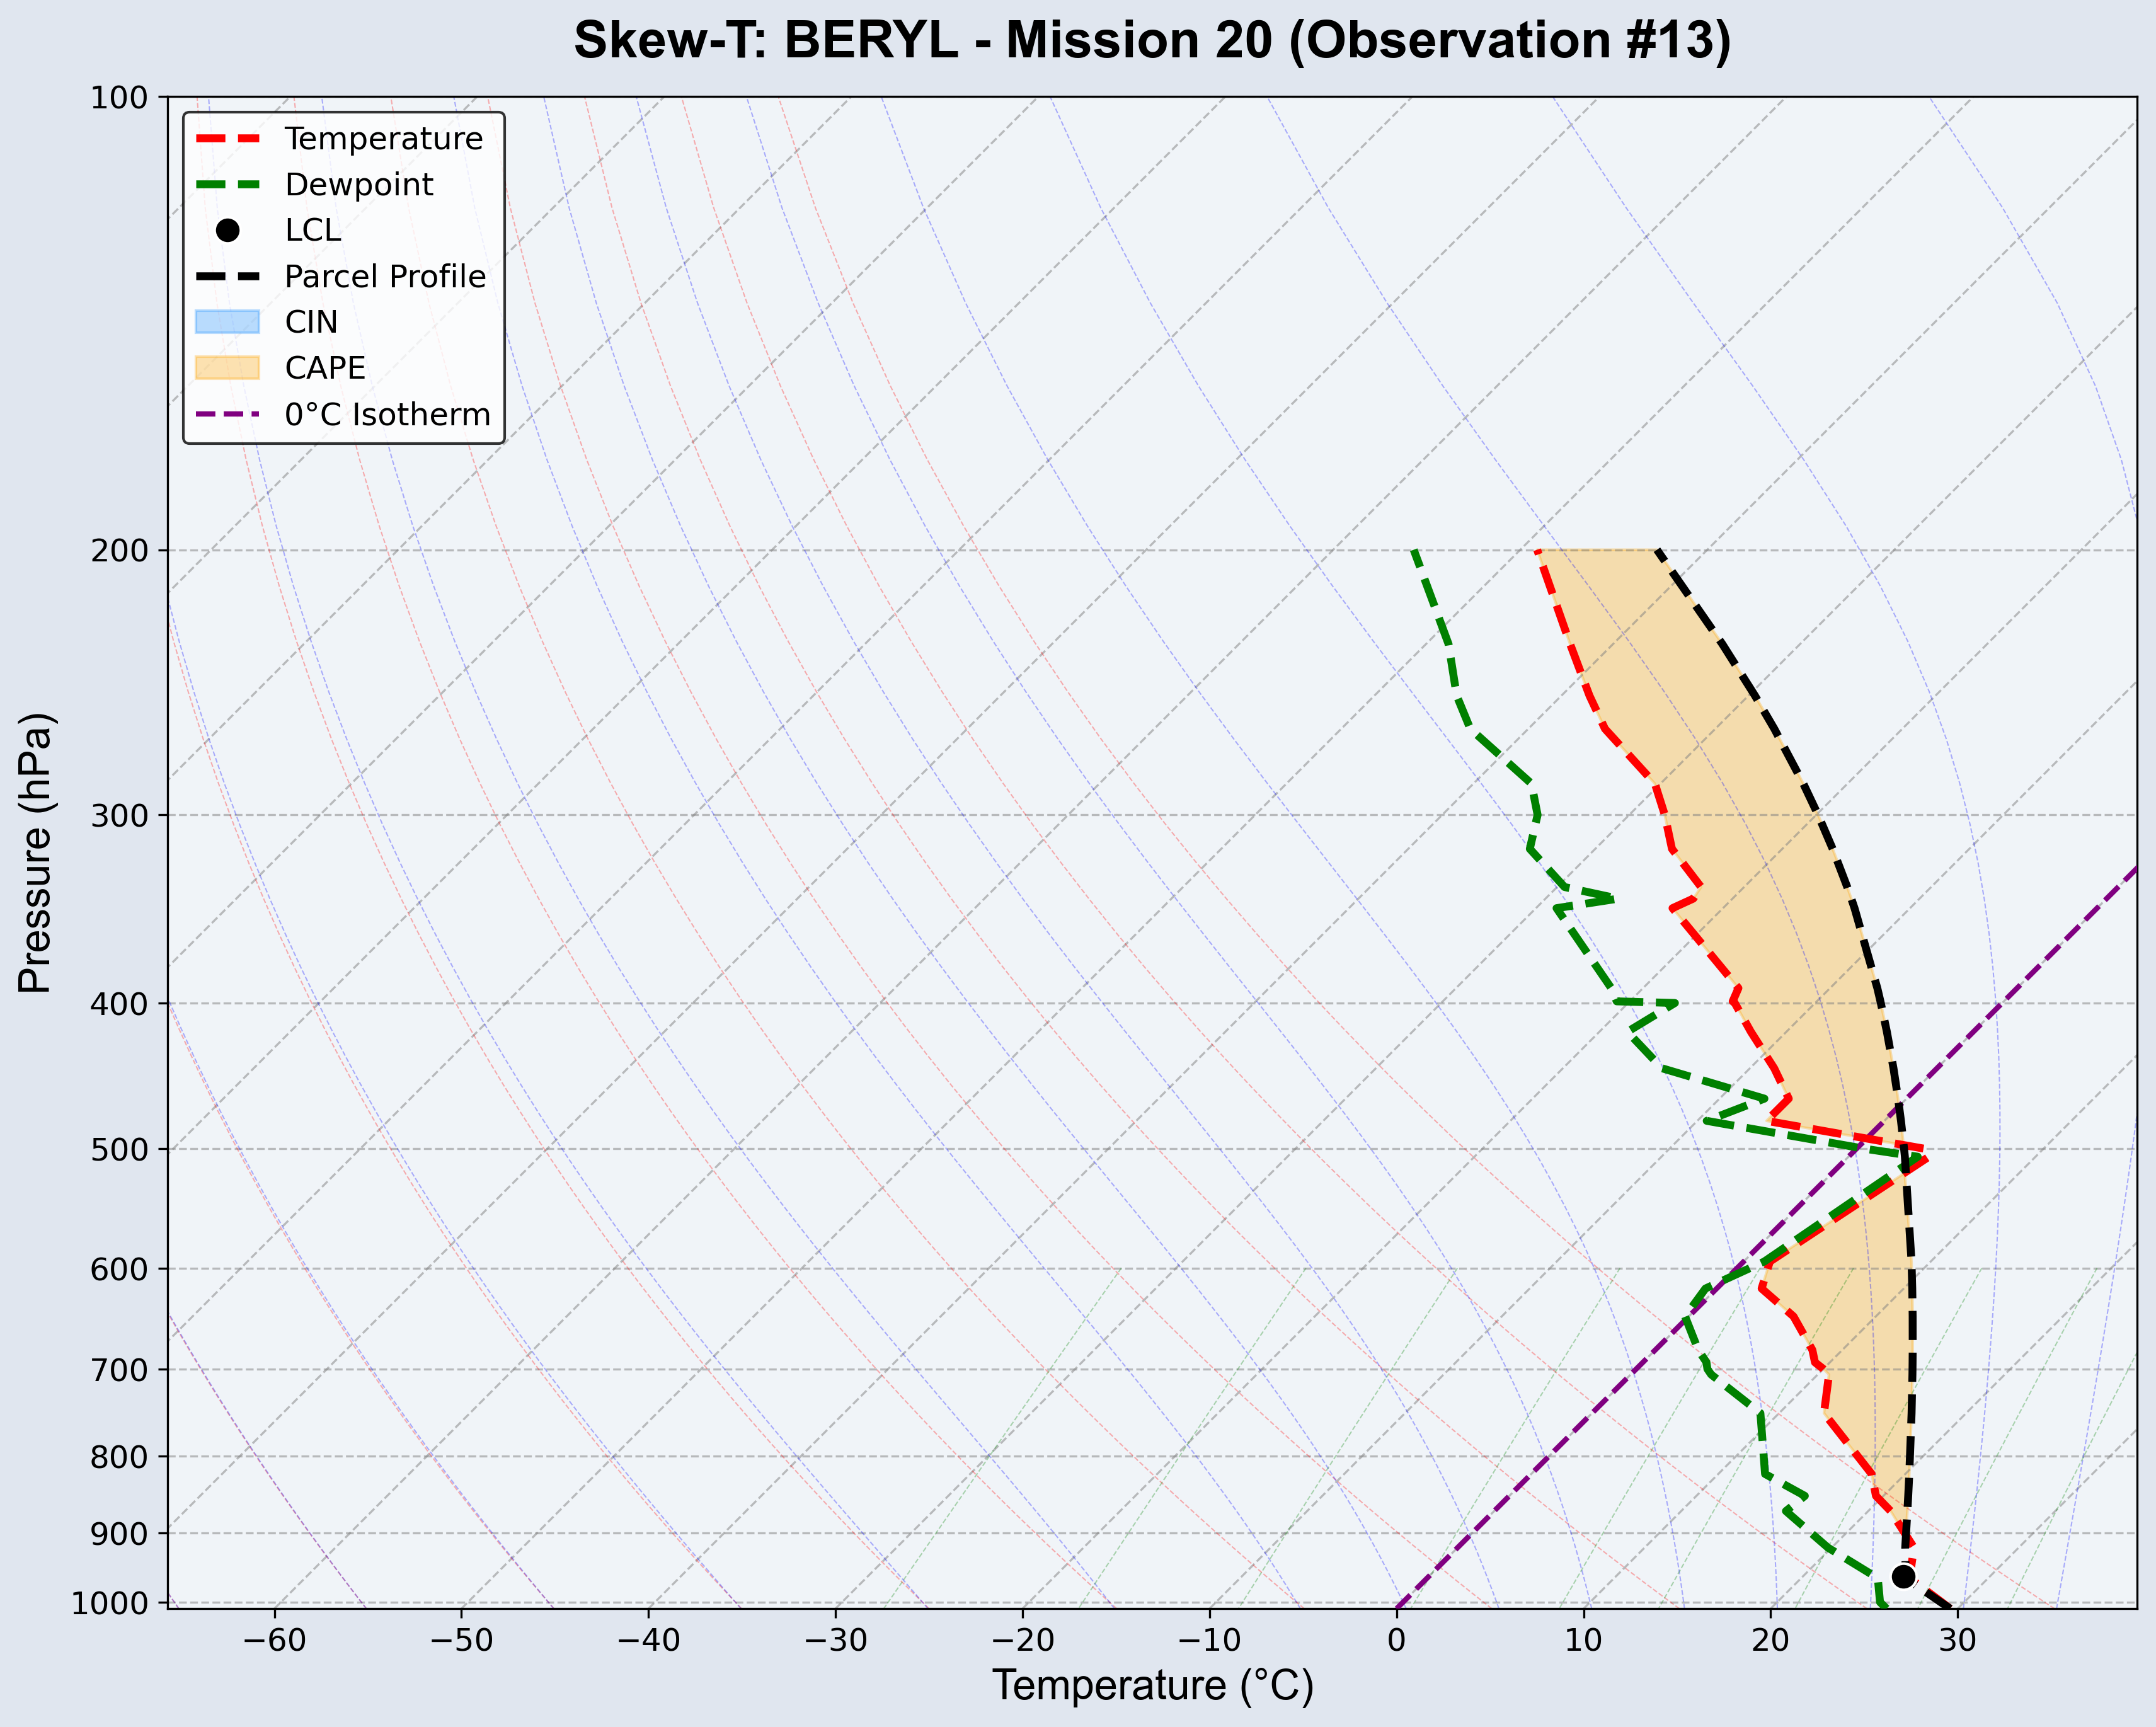 Skew-T: BERYL - Mission 20 (Observation #13)
Temperature
Dewpoint
LCL
Parcel Profile
CIN
CAPE
0°C Isotherm
Pressure (hPa)
100
200
300
400
500
600
700
800
900
1000
−60
−50
−40
−30
−20
−10
0
10
20
30
Temperature (°C)